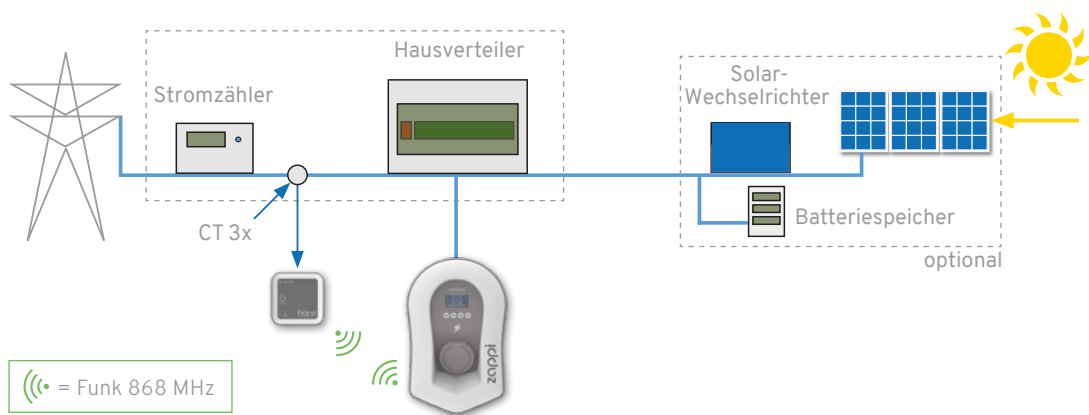 Hausverteiler
Stromzähler
Solar-
Wechselrichter
CT 3x
Batteriespeicher
optional
harvi
zappi
= Funk 868 MHz